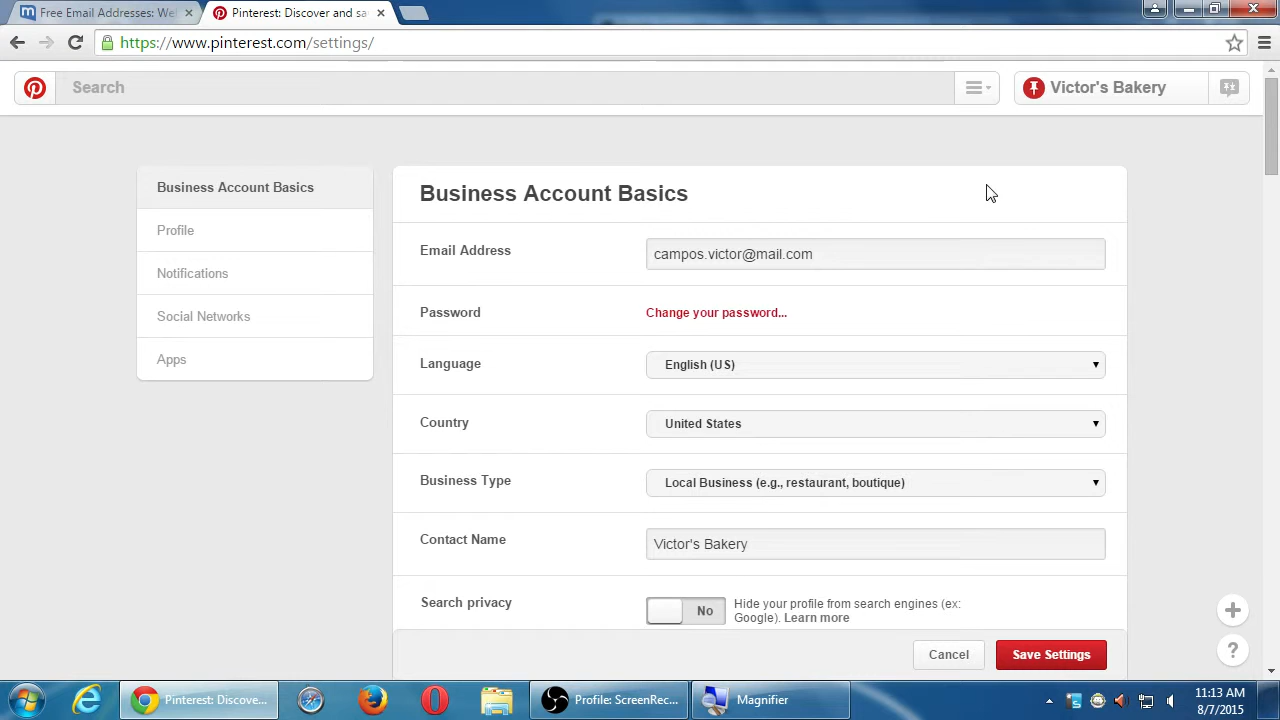 Free Email Addresses: Wel
Pinterest: Discover and sa
https://www.pinterest.com/settings/
Search
Victor's Bakery
Business Account Basics
Profile
Notifications
Social Networks
Apps
Business Account Basics
Email Address
campos.victor@mail.com
Password
Change your password...
Language
English (US)
Country
United States
Business Type
Local Business (e.g., restaurant, boutique)
Contact Name
Victor's Bakery
Search privacy
No
Hide your profile from search engines (ex:
Google). Learn more
Cancel
Save Settings
?
Pinterest: Discove...
Profile: ScreenRec...
Magnifier
11:13 AM
8/7/2015